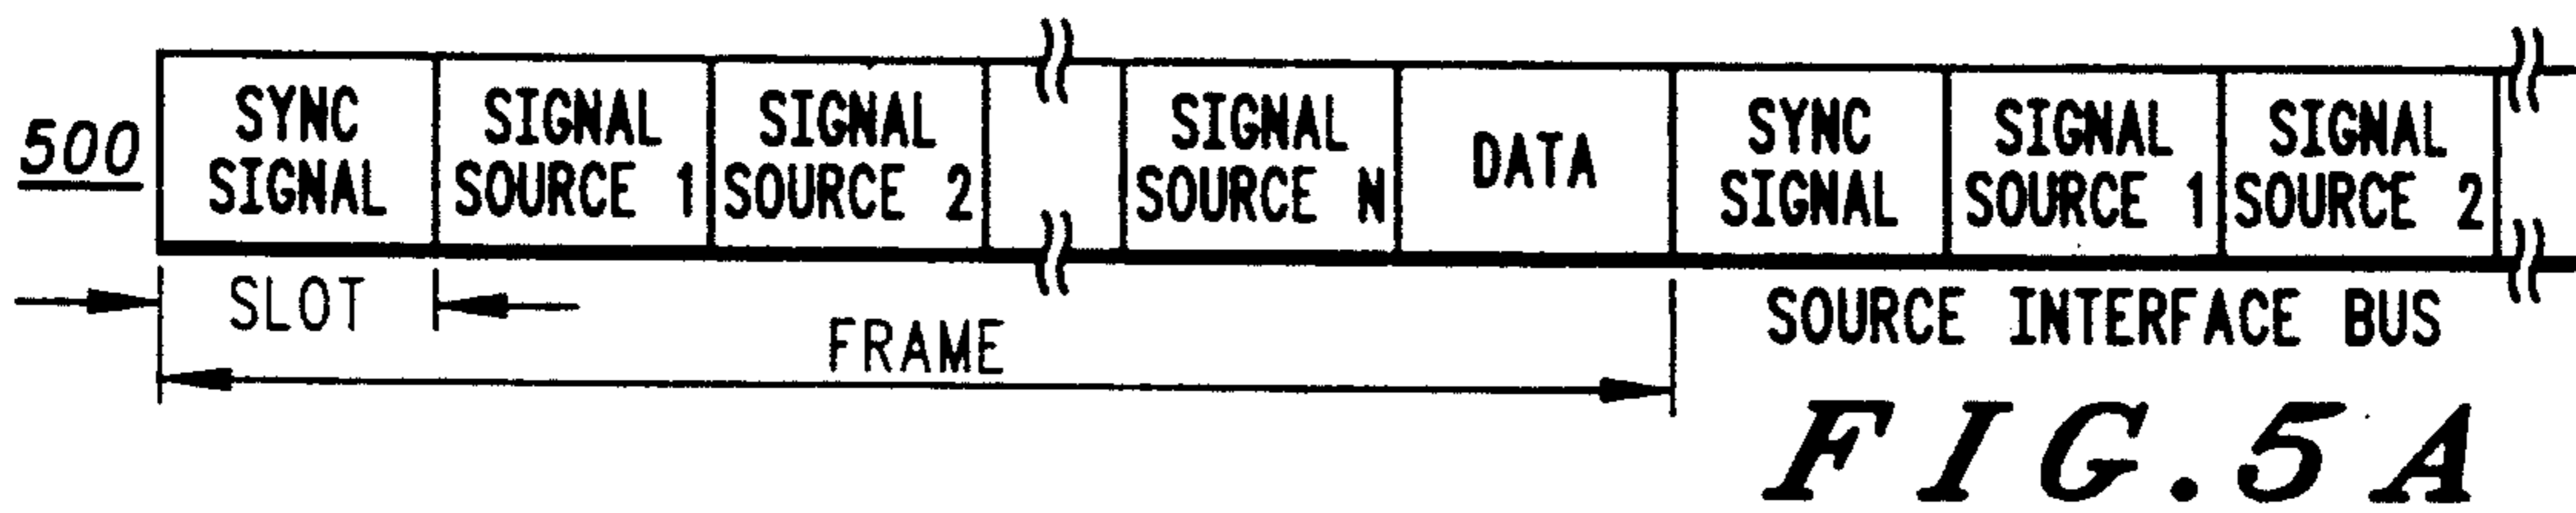 500
SYNC
SIGNAL
SIGNAL
SOURCE 1
SIGNAL
SOURCE 2
SIGNAL
SOURCE N
DATA
SYNC
SIGNAL
SIGNAL
SOURCE 1
SIGNAL
SOURCE 2
SLOT
FRAME
SOURCE INTERFACE BUS
FIG.5A